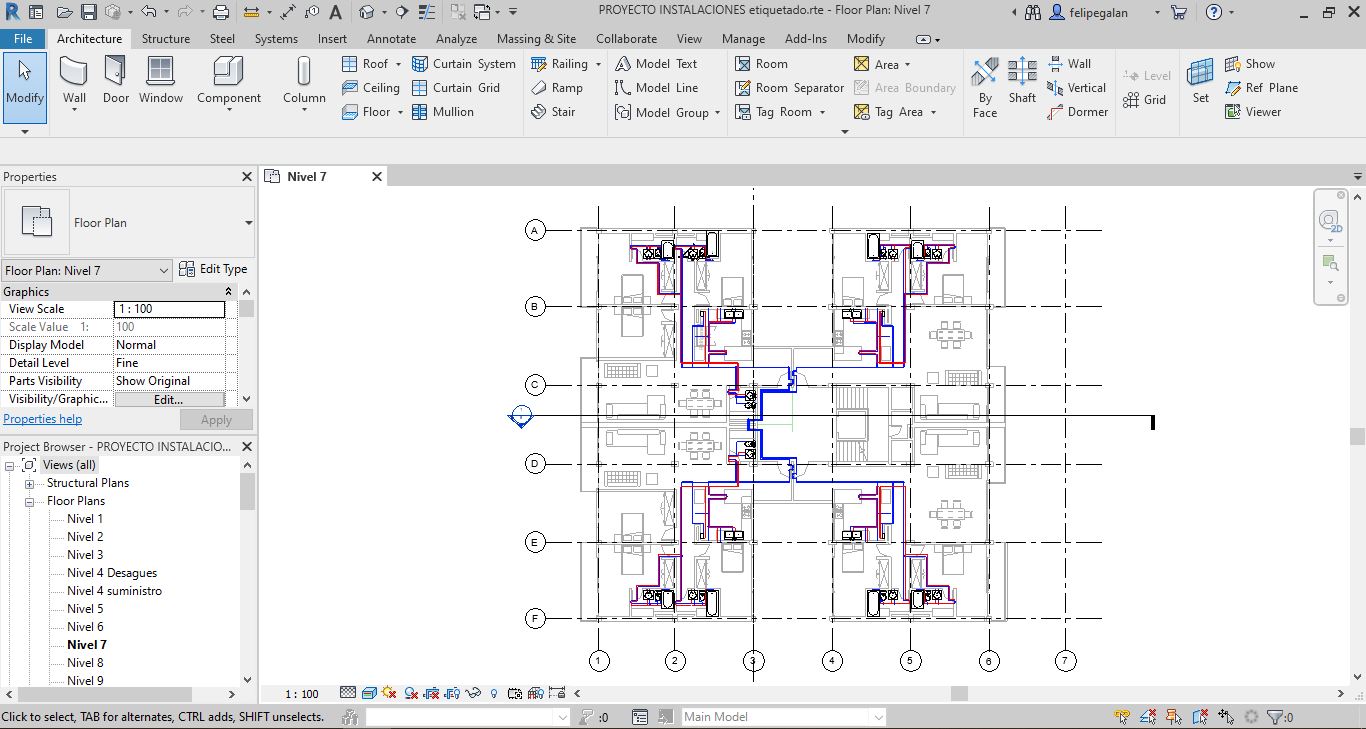 PROYECTO INSTALACIONES etiquetado.rte - Floor Plan: Nivel 7
felipegalan
File Architecture Structure Steel Systems Insert Annotate Analyze Massing & Site Collaborate View Manage Add-Ins Modify
Modify
Wall
Door
Window
Component
Column
Roof
Ceiling
Floor
Curtain System
Curtain Grid
Mullion
Railing
Ramp
Stair
Model Text
Model Line
Model Group
Room
Room Separator
Tag Room
Area
Area Boundary
Tag Area
By Face
Shaft
Wall
Vertical
Dormer
Level
Grid
Set
Show
Ref Plane
Viewer
Properties
Floor Plan
Floor Plan: Nivel 7
Edit Type
Graphics
View Scale 1 : 100
Scale Value 1: 100
Display Model Normal
Detail Level Fine
Parts Visibility Show Original
Visibility/Graphic... Edit...
Properties help
Apply
Project Browser - PROYECTO INSTALACIO...
Views (all)
Structural Plans
Floor Plans
Nivel 1
Nivel 2
Nivel 3
Nivel 4 Desagues
Nivel 4 suministro
Nivel 5
Nivel 6
Nivel 7
Nivel 8
Nivel 9
Nivel 7
2D
A
B
C
D
E
F
1 2 3 4 5 6 7
1 : 100
Click to select, TAB for alternates, CTRL adds, SHIFT unselects.
:0
Main Model
:0